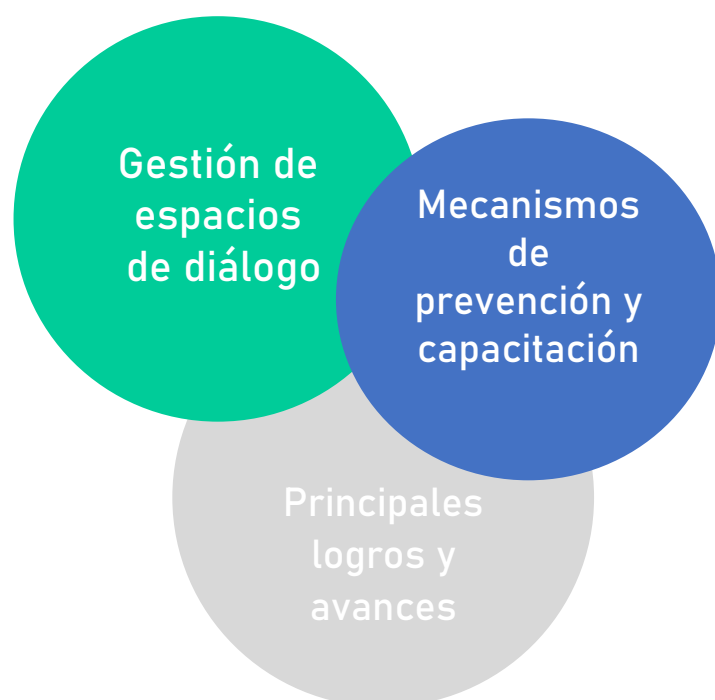 Gestión de
espacios
de diálogo
Mecanismos
de
prevención y
capacitación
Principales
logros y
avances